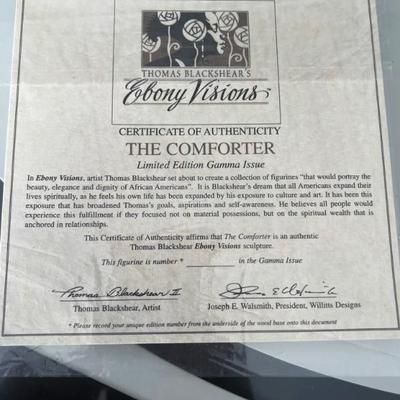 THOMAS BLACKSHEAR'S
Ebony Visions
CERTIFICATE OF AUTHENTICITY
THE COMFORTER
Limited Edition Gamma Issue
In Ebony Visions, artist Thomas Blackshear set about to create a collection of figurines "that would portray the
beauty, elegance and dignity of African Americans". It is Blackshear's dream that all Americans expand their
lives spiritually, as he feels his own life has been expanded by his exposure to culture and art. It has been this
exposure that has broadened Thomas's goals, aspirations and self-awareness. He believes all people would
experience this fulfillment if they focused not on material possessions, but on the spiritual wealth that is
anchored in relationships.
This Certificate of Authenticity affirms that The Comforter is an authentic
Thomas Blackshear Ebony Visions sculpture.
This figurine is number * ____________ in the Gamma Issue
Thomas Blackshear II
Thomas Blackshear, Artist
Joseph E. Walsmith, President, Willitts Designs
* Please record your unique edition number from the underside of the wood base onto this document